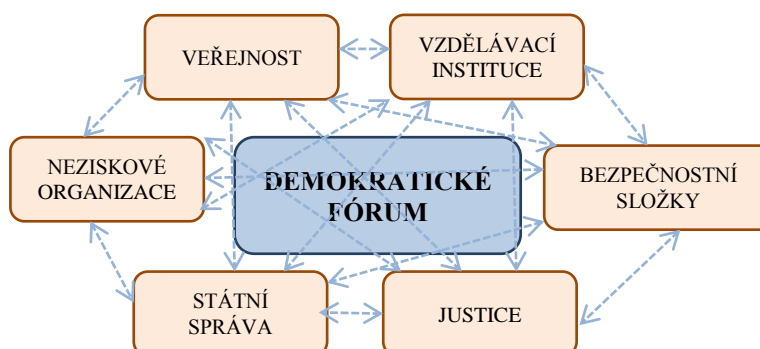 VEŘEJNOST
VZDĚLÁVACÍ
INSTITUCE
NEZISKOVÉ
ORGANIZACE
DEMOKRATICKÉ
FÓRUM
BEZPEČNOSTNÍ
SLOŽKY
STÁTNÍ
SPRÁVA
JUSTICE